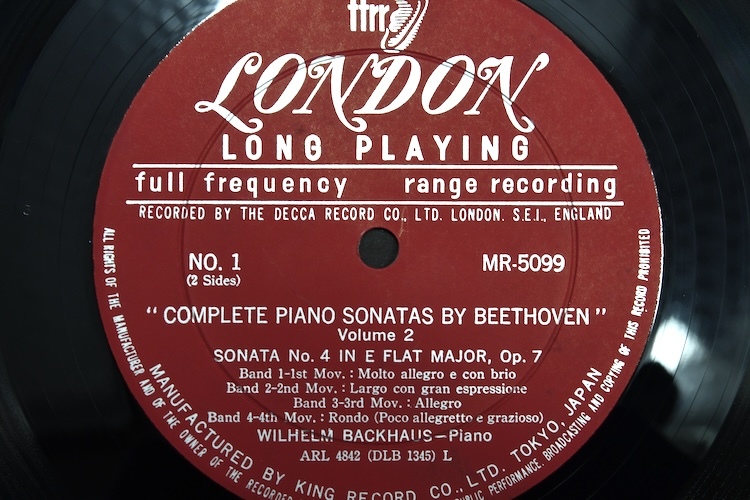 ffrr
LONDON
LONG PLAYING
full frequency range recording
RECORDED BY THE DECCA RECORD CO., LTD. LONDON. S.E.I., ENGLAND
NO. 1
(2 Sides)
MR-5099
"COMPLETE PIANO SONATAS BY BEETHOVEN"
Volume 2
SONATA No. 4 IN E FLAT MAJOR, Op. 7
Band 1-1st Mov. : Molto allegro e con brio
Band 2-2nd Mov. : Largo con gran espressione
Band 3-3rd Mov. : Allegro
Band 4-4th Mov. : Rondo (Poco allegretto e grazioso)
WILHELM BACKHAUS—Piano
ARL 4842 (DLB 1345) L
MANUFACTURED BY KING RECORD CO., LTD. TOKYO, JAPAN
ALL RIGHTS OF THE MANUFACTURER AND OF THE OWNER OF THE RECORDED PUBLIC PERFORMANCE, BROADCASTING AND COPYING OF THIS RECORD PROHIBITED